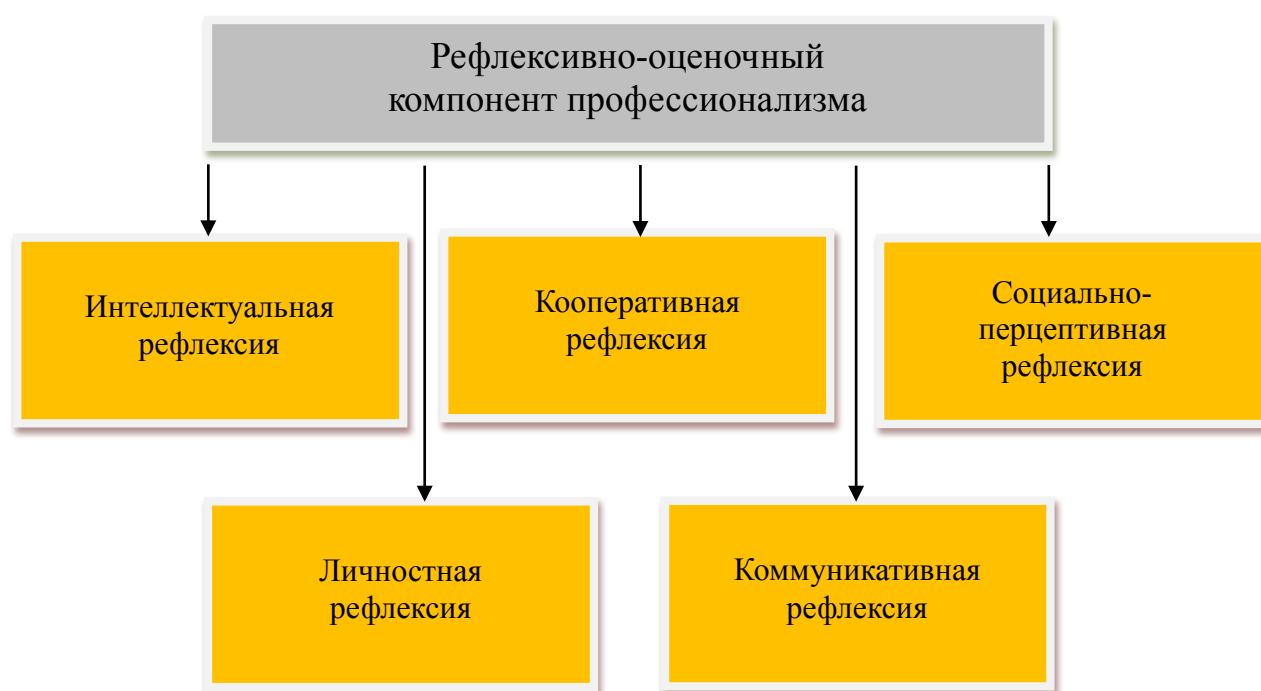 Рефлексивно-оценочный
компонент профессионализма
Интеллектуальная
рефлексия
Кооперативная
рефлексия
Социально-
перцептивная
рефлексия
Личностная
рефлексия
Коммуникативная
рефлексия